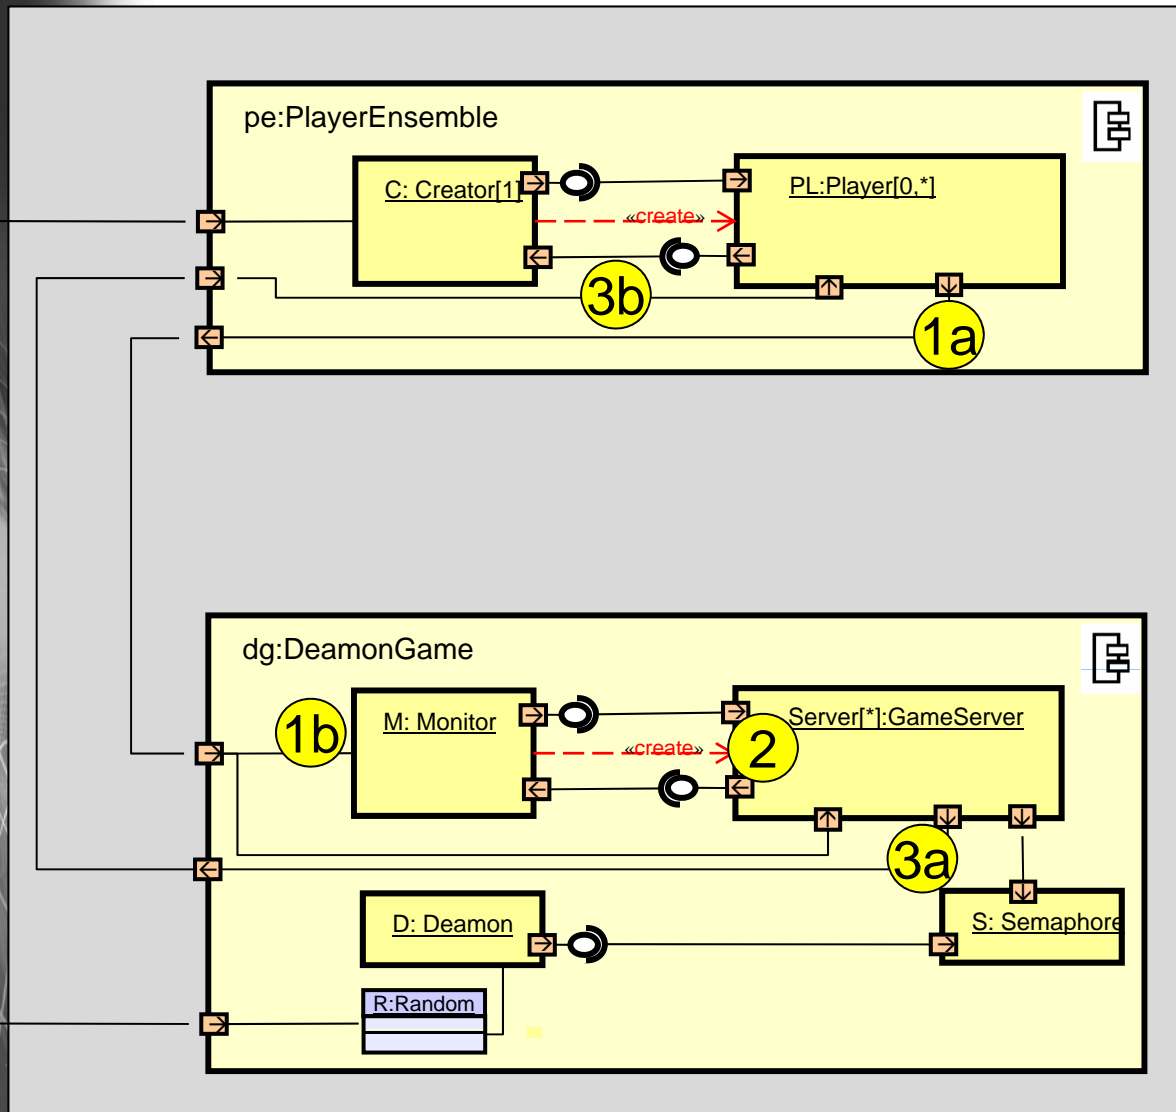 pe:PlayerEnsemble
C: Creator[1]
PL:Player[0,*]
«create»
3b
1a
dg:DeamonGame
M: Monitor
Server[*]:GameServer
1b
«create»
2
3a
D: Deamon
S: Semaphore
R:Random